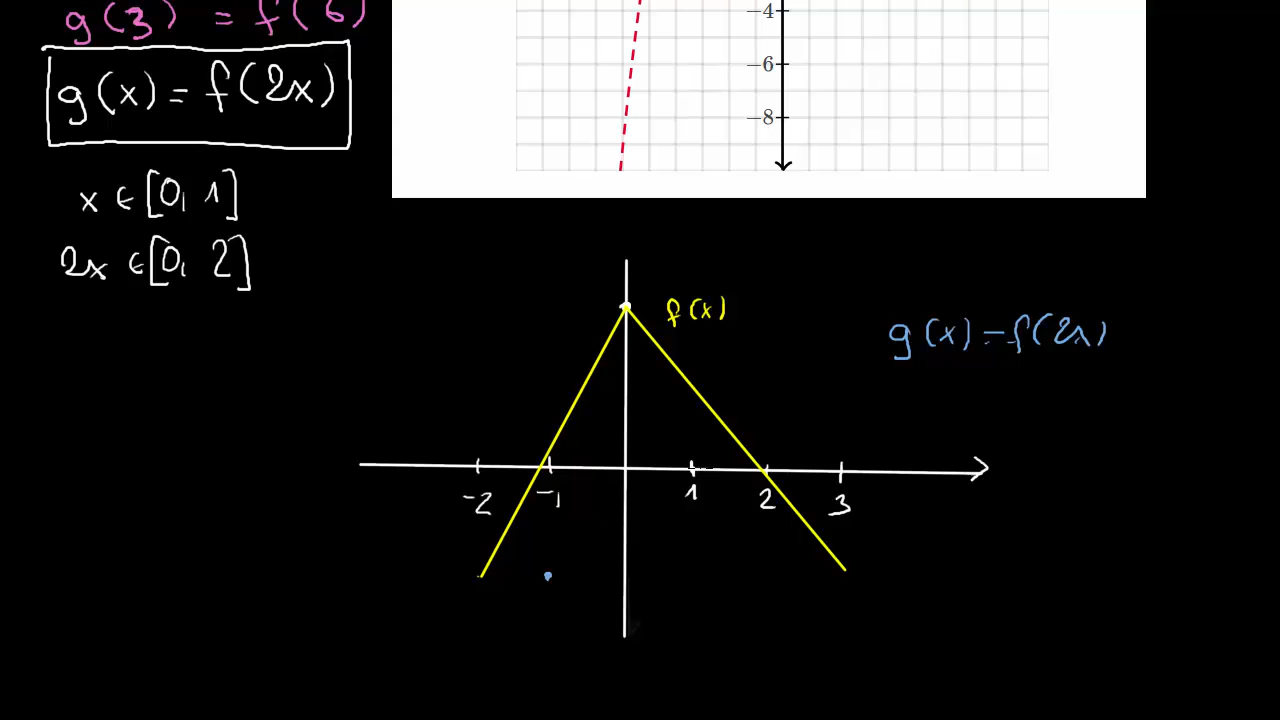 g(3) = f(6)
g(x) = f(2x)
x ∈ [0, 1]
2x ∈ [0, 2]
−4
−6
−8
f(x)
g(x) = f(2x)
-2 -1 1 2 3